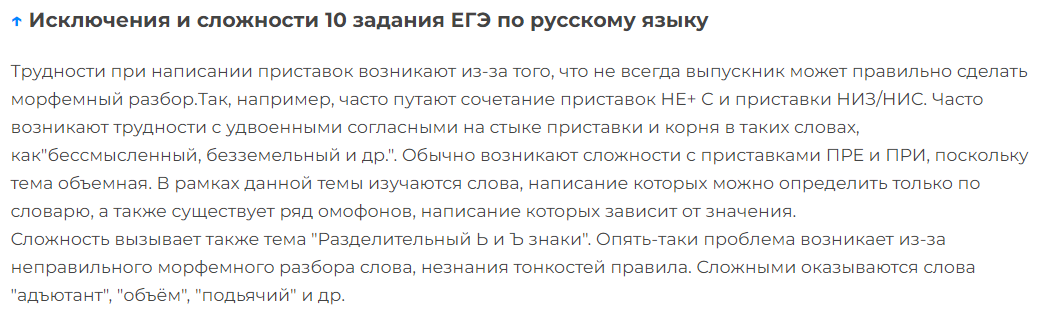 ↑ Исключения и сложности 10 задания ЕГЭ по русскому языку
Трудности при написании приставок возникают из-за того, что не всегда выпускник может правильно сделать
морфемный разбор.Так, например, часто путают сочетание приставок НЕ+ С и приставки НИЗ/НИС. Часто
возникают трудности с удвоенными согласными на стыке приставки и корня в таких словах,
как"бессмысленный, безземельный и др.". Обычно возникают сложности с приставками ПРЕ и ПРИ, поскольку
тема объемная. В рамках данной темы изучаются слова, написание которых можно определить только по
словарю, а также существует ряд омофонов, написание которых зависит от значения.
Сложность вызывает также тема "Разделительный Ь и Ъ знаки". Опять-таки проблема возникает из-за
неправильного морфемного разбора слова, незнания тонкостей правила. Сложными оказываются слова
"адъютант", "объём", "подьячий" и др.